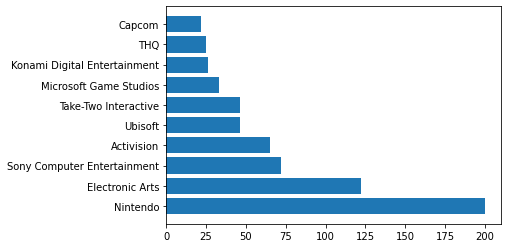 Capcom
THQ
Konami Digital Entertainment
Microsoft Game Studios
Take-Two Interactive
Ubisoft
Activision
Sony Computer Entertainment
Electronic Arts
Nintendo
0 25 50 75 100 125 150 175 200